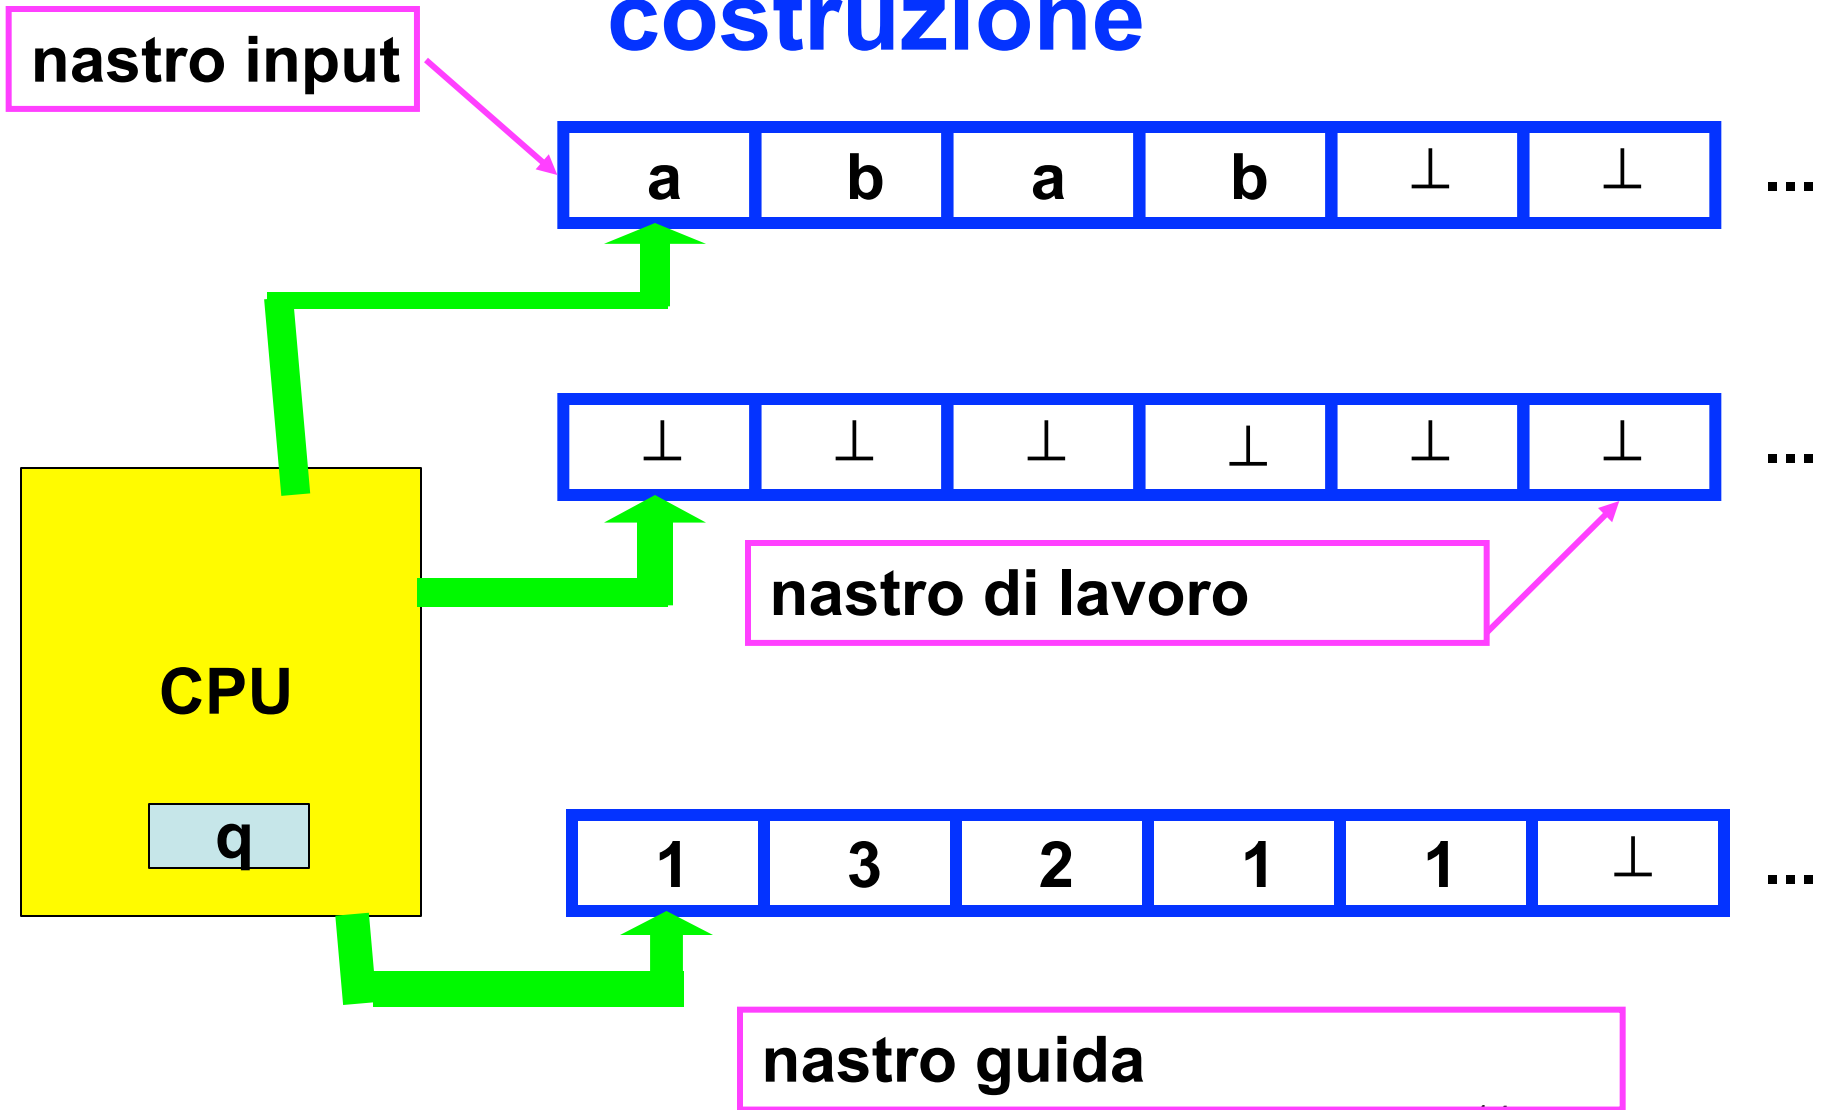 costruzione
nastro input
a b a b ⊥ ⊥ ...
⊥ ⊥ ⊥ ⊥ ⊥ ⊥ ...
nastro di lavoro
CPU
q
1 3 2 1 1 ⊥ ...
nastro guida